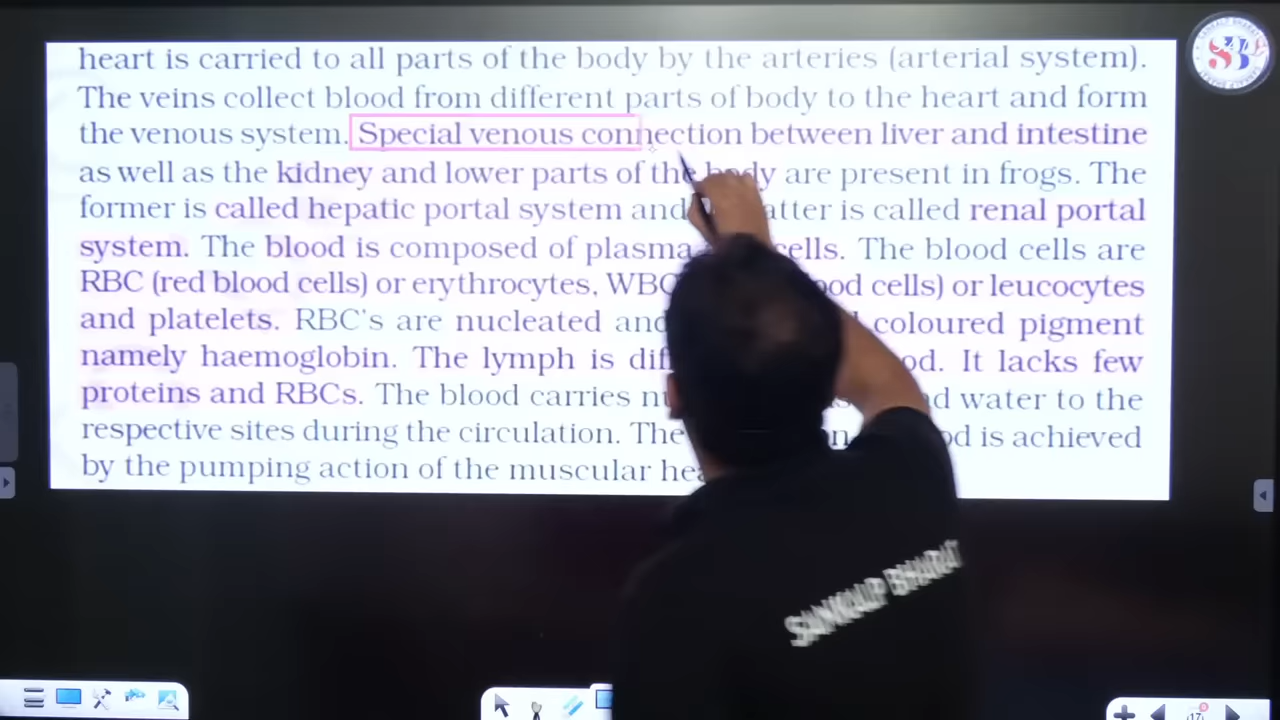 heart is carried to all parts of the body by the arteries (arterial system).
The veins collect blood from different parts of body to the heart and form
the venous system. Special venous connection between liver and intestine
as well as the kidney and lower parts of the body are present in frogs. The
former is called hepatic portal system and latter is called renal portal
system. The blood is composed of plasma cells. The blood cells are
RBC (red blood cells) or erythrocytes, WBC cells) or leucocytes
and platelets. RBC's are nucleated and coloured pigment
namely haemoglobin. The lymph is It lacks few
proteins and RBCs. The blood carries water to the
respective sites during the circulation. The is achieved
by the pumping action of the muscular
SANKALP BHARAT
17